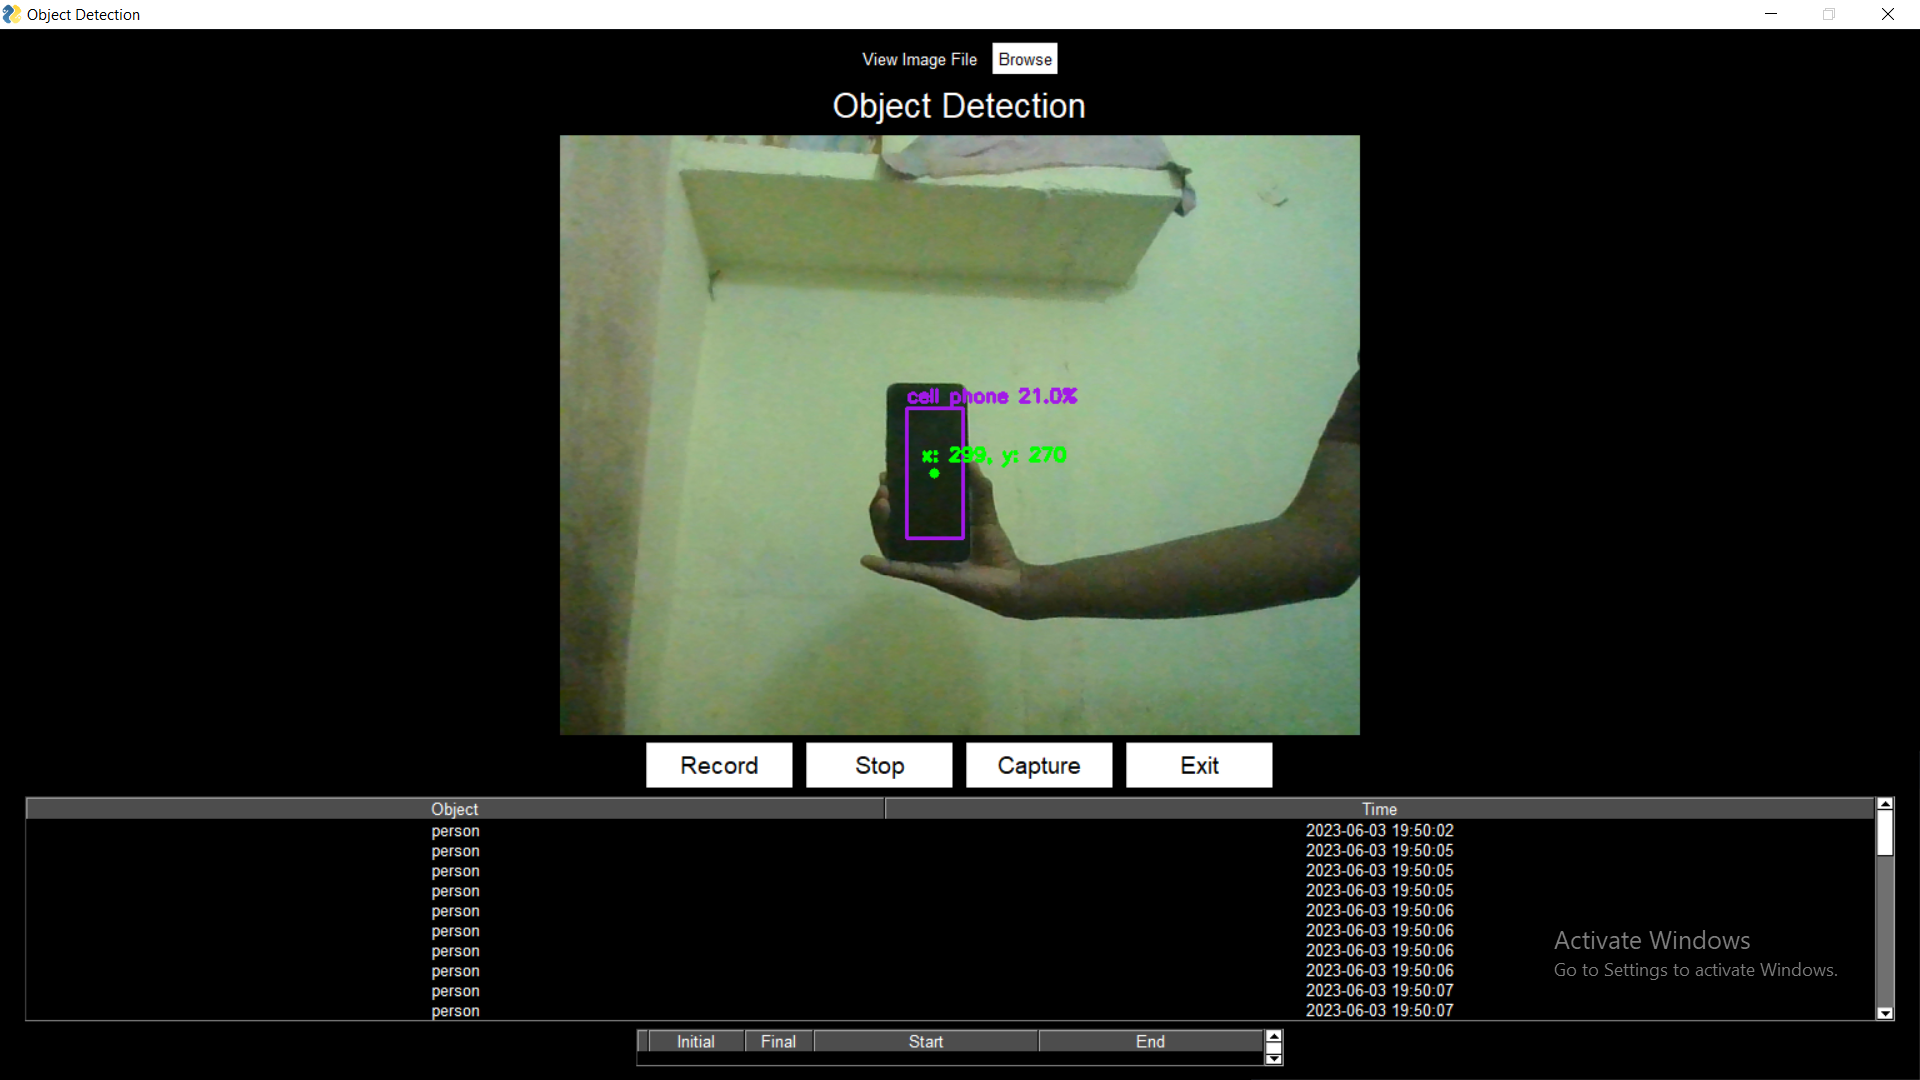 Object Detection
View Image File Browse
Object Detection
cell phone 21.0%
x: 299, y: 270
Record Stop Capture Exit
Object Time
person 2023-06-03 19:50:02
person 2023-06-03 19:50:05
person 2023-06-03 19:50:05
person 2023-06-03 19:50:05
person 2023-06-03 19:50:06
person 2023-06-03 19:50:06
person 2023-06-03 19:50:06
person 2023-06-03 19:50:06
person 2023-06-03 19:50:07
person 2023-06-03 19:50:07
Activate Windows
Go to Settings to activate Windows.
Initial Final Start End